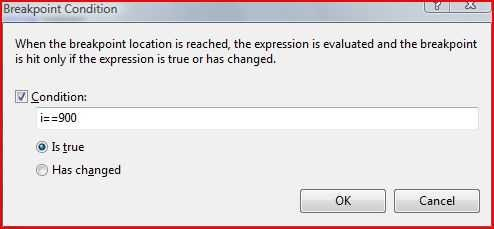 Breakpoint Condition
When the breakpoint location is reached, the expression is evaluated and the breakpoint
is hit only if the expression is true or has changed.
Condition:
i==900
Is true
Has changed
OK Cancel